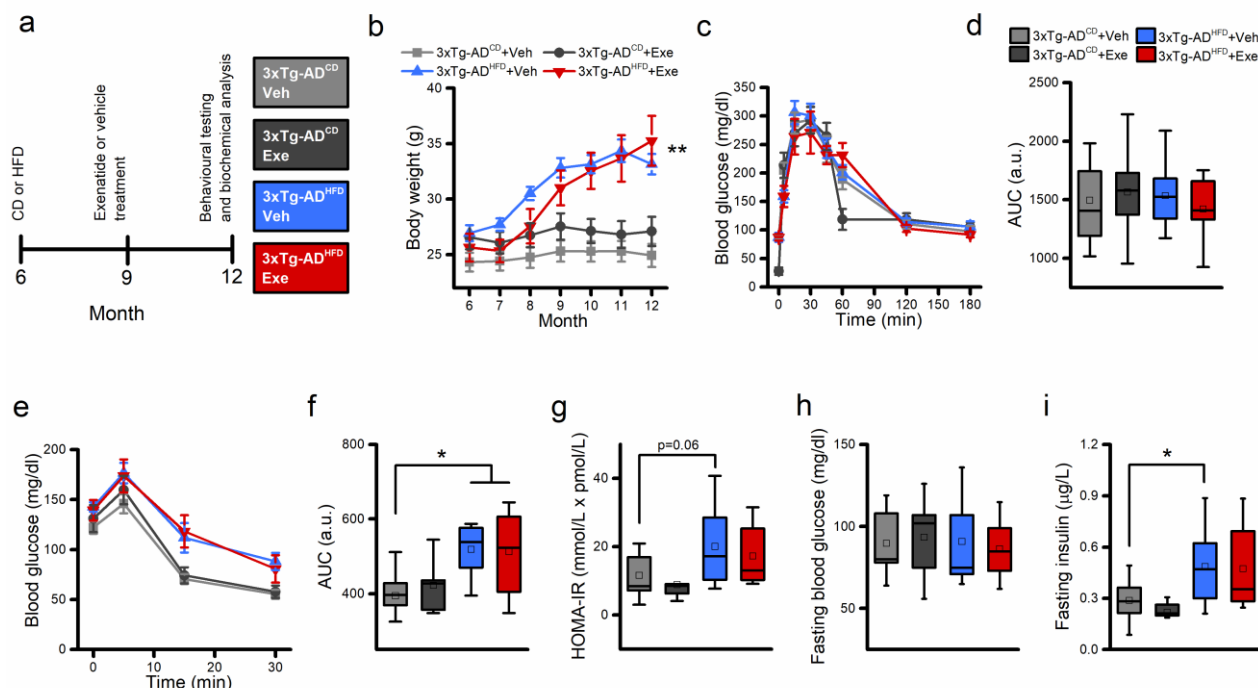 a
CD or HFD
Exenatide or vehicle
treatment
Behavioural testing
and biochemical analysis
6
9
12
Month
3xTg-AD^CD
Veh
3xTg-AD^CD
Exe
3xTg-AD^HFD
Veh
3xTg-AD^HFD
Exe
b
3xTg-AD^CD+Veh
3xTg-AD^CD+Exe
3xTg-AD^HFD+Veh
3xTg-AD^HFD+Exe
Body weight (g)
40
35
30
25
**
6 7 8 9 10 11 12
Month
c
Blood glucose (mg/dl)
350
300
250
200
150
100
50
0
0 30 60 90 120 150 180
Time (min)
d
3xTg-AD^CD+Veh
3xTg-AD^HFD+Veh
3xTg-AD^CD+Exe
3xTg-AD^HFD+Exe
AUC (a.u.)
2500
2000
1500
1000
e
Blood glucose (mg/dl)
200
150
100
50
0
0 10 20 30
Time (min)
f
AUC (a.u.)
800
600
400
*
g
HOMA-IR (mmol/L x pmol/L)
60
40
20
0
p=0.06
h
Fasting blood glucose (mg/dl)
150
100
50
i
Fasting insulin (µg/L)
1.2
0.9
0.6
0.3
0.0
*